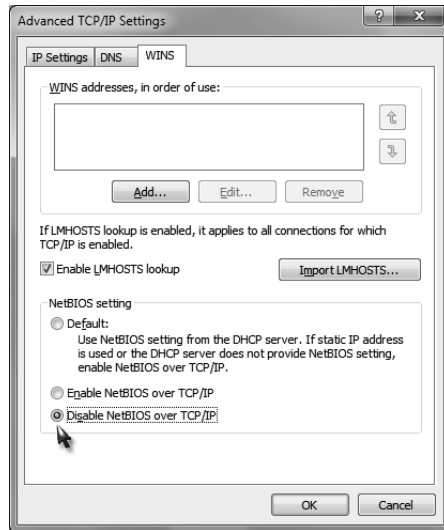 Advanced TCP/IP Settings
IP Settings DNS WINS
WINS addresses, in order of use:
Add... Edit... Remove
If LMHOSTS lookup is enabled, it applies to all connections for which
TCP/IP is enabled.
Enable LMHOSTS lookup Import LMHOSTS...
NetBIOS setting
Default:
Use NetBIOS setting from the DHCP server. If static IP address
is used or the DHCP server does not provide NetBIOS setting,
enable NetBIOS over TCP/IP.
Enable NetBIOS over TCP/IP
Disable NetBIOS over TCP/IP
OK Cancel